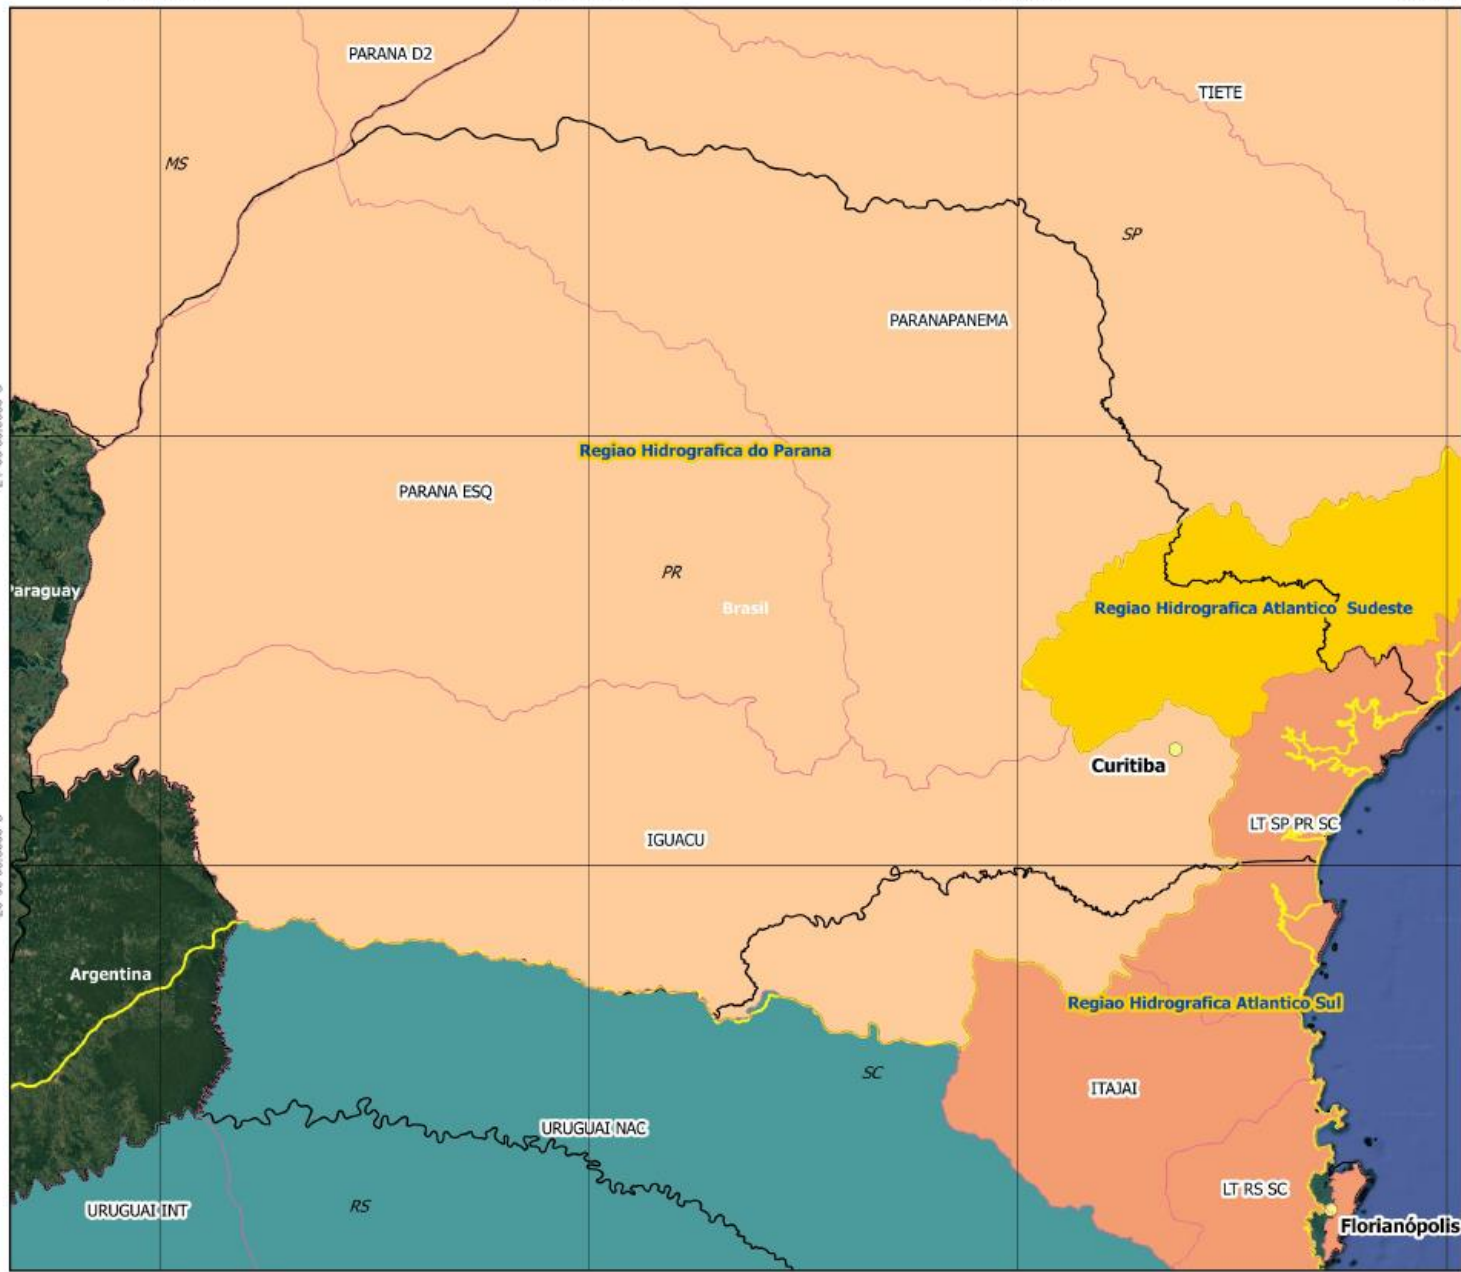 PARANA D2
TIETE
MS
SP
PARANAPANEMA
Regiao Hidrografica do Parana
PARANA ESQ
PR
Paraguay
Brasil
Regiao Hidrografica Atlantico Sudeste
Curitiba
LT SP PR SC
IGUACU
Argentina
Regiao Hidrografica Atlantico Sul
SC
ITAJAI
URUGUAI NAC
LT RS SC
RS
URUGUAI INT
Florianópolis